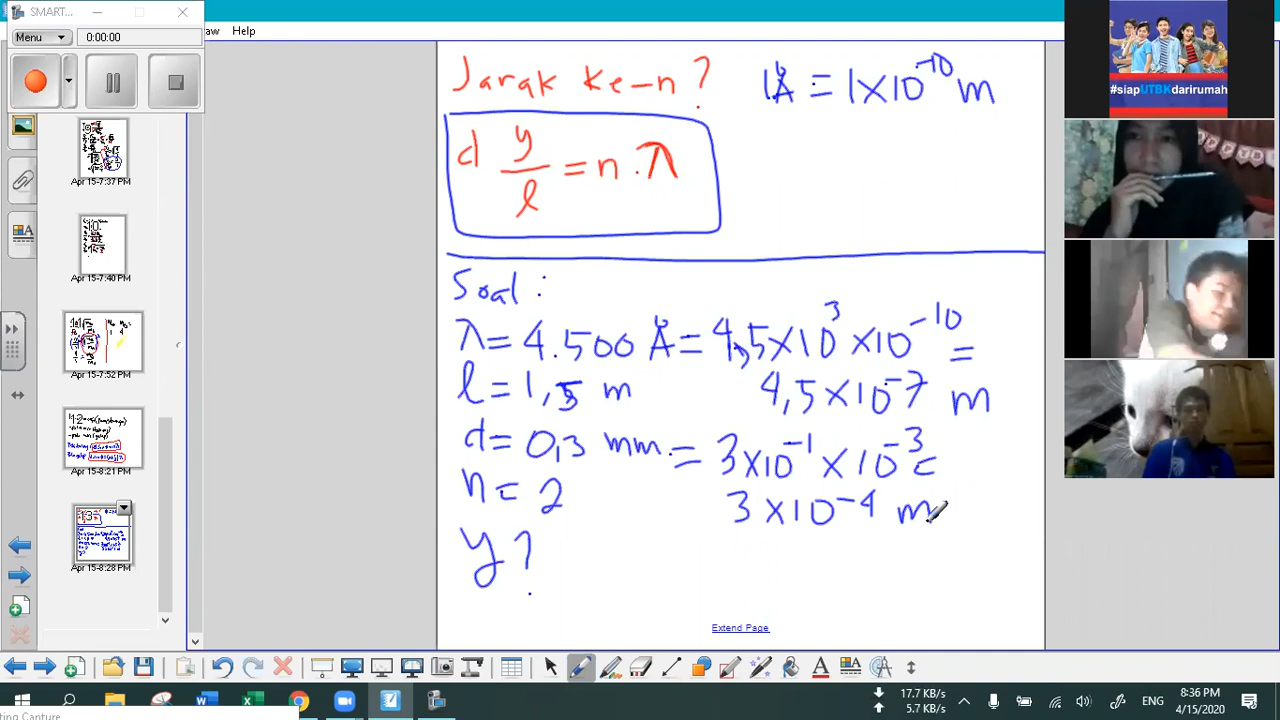 SMART...
Menu
0:00:00
raw
Help
Apr 15-7:37 PM
Apr 15-7:40 PM
Apr 15-7:52 PM
Apr 15-8:21 PM
Apr 15-8:28 PM
Jarak ke-n ?
1Å = 1×10⁻¹⁰ m
d y/l = n . λ
Soal :
λ = 4.500 Å = 4,5×10³ ×10⁻¹⁰ =
4,5×10⁻⁷ m
l = 1,5 m
d = 0,3 mm. = 3×10⁻¹ × 10⁻³ =
3 ×10⁻⁴ m
n = 2
y ?
Extend Page
#siapUTBKdarirumah
17.7 KB/s
5.7 KB/s
ENG
8:36 PM
4/15/2020
ting Capture